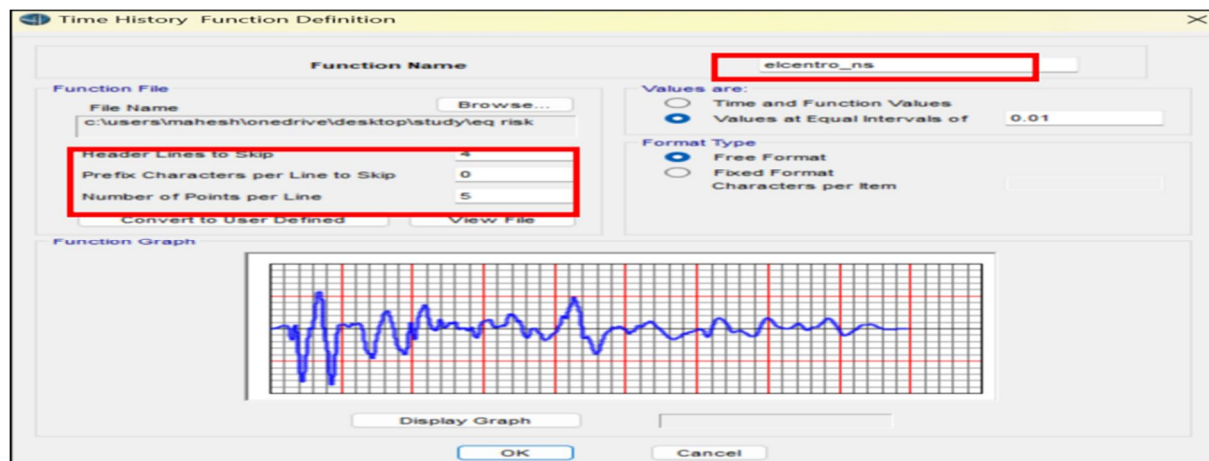 Time History Function Definition
Function Name elcentro_ns
Function File
File Name Browse...
c:\users\mahesh\onedrive\desktop\study\eq risk
Header Lines to Skip 4
Prefix Characters per Line to Skip 0
Number of Points per Line 5
Convert to User Defined View File
Values are:
Time and Function Values
Values at Equal Intervals of 0.01
Format Type
Free Format
Fixed Format
Characters per Item
Function Graph
Display Graph
OK Cancel